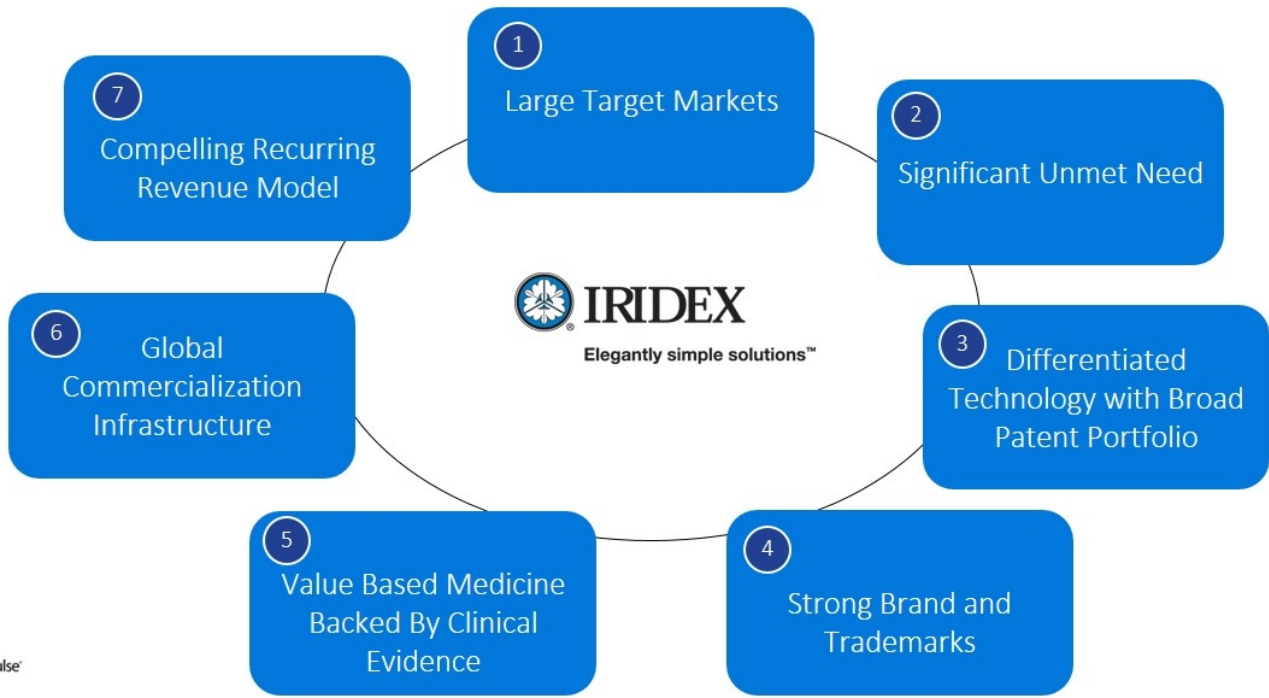 1
Large Target Markets
2
Significant Unmet Need
3
Differentiated
Technology with Broad
Patent Portfolio
4
Strong Brand and
Trademarks
5
Value Based Medicine
Backed By Clinical
Evidence
6
Global
Commercialization
Infrastructure
7
Compelling Recurring
Revenue Model
IRIDEX
®
Elegantly simple solutions™